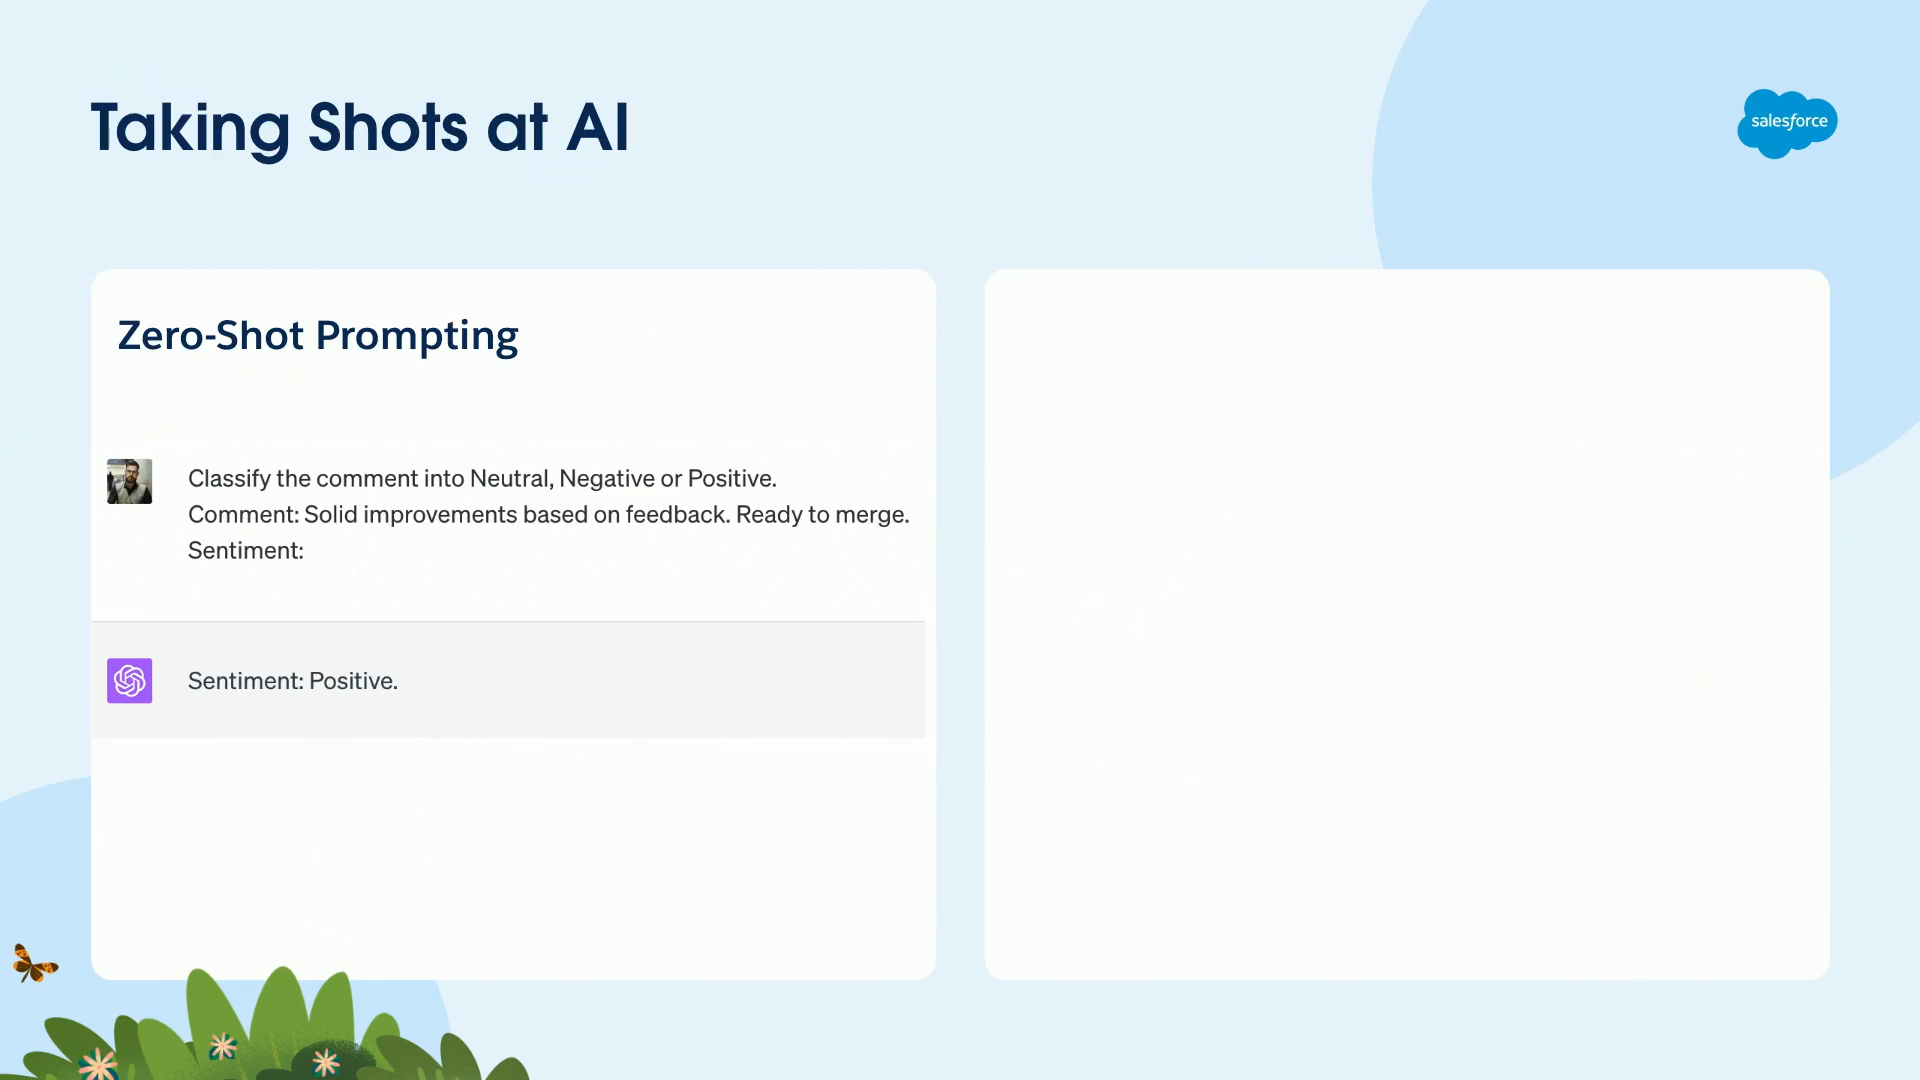 Taking Shots at AI
salesforce
Zero-Shot Prompting
Classify the comment into Neutral, Negative or Positive.
Comment: Solid improvements based on feedback. Ready to merge.
Sentiment:
Sentiment: Positive.